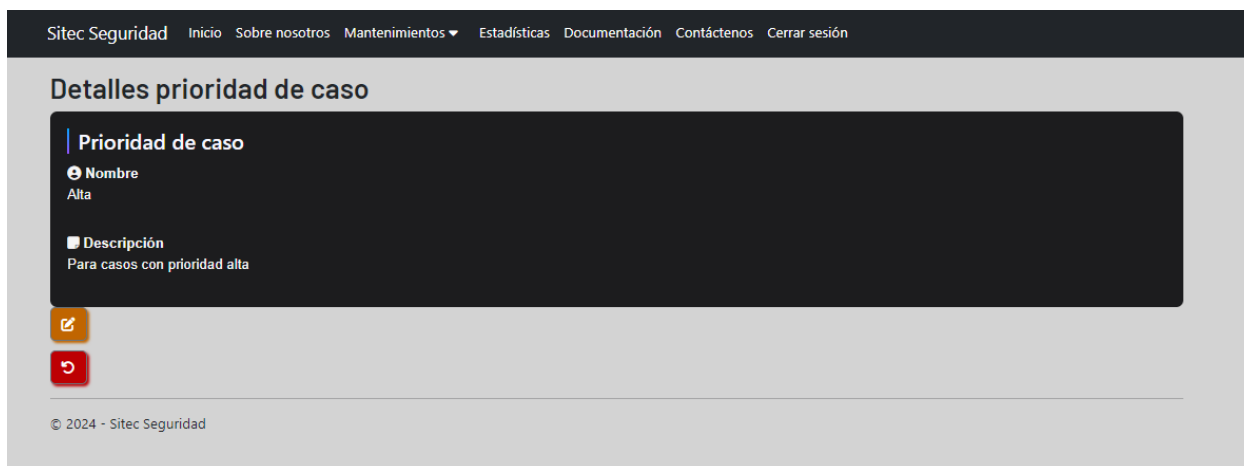 Sitec Seguridad Inicio Sobre nosotros Mantenimientos Estadísticas Documentación Contáctenos Cerrar sesión
Detalles prioridad de caso
Prioridad de caso
Nombre
Alta
Descripción
Para casos con prioridad alta
© 2024 - Sitec Seguridad